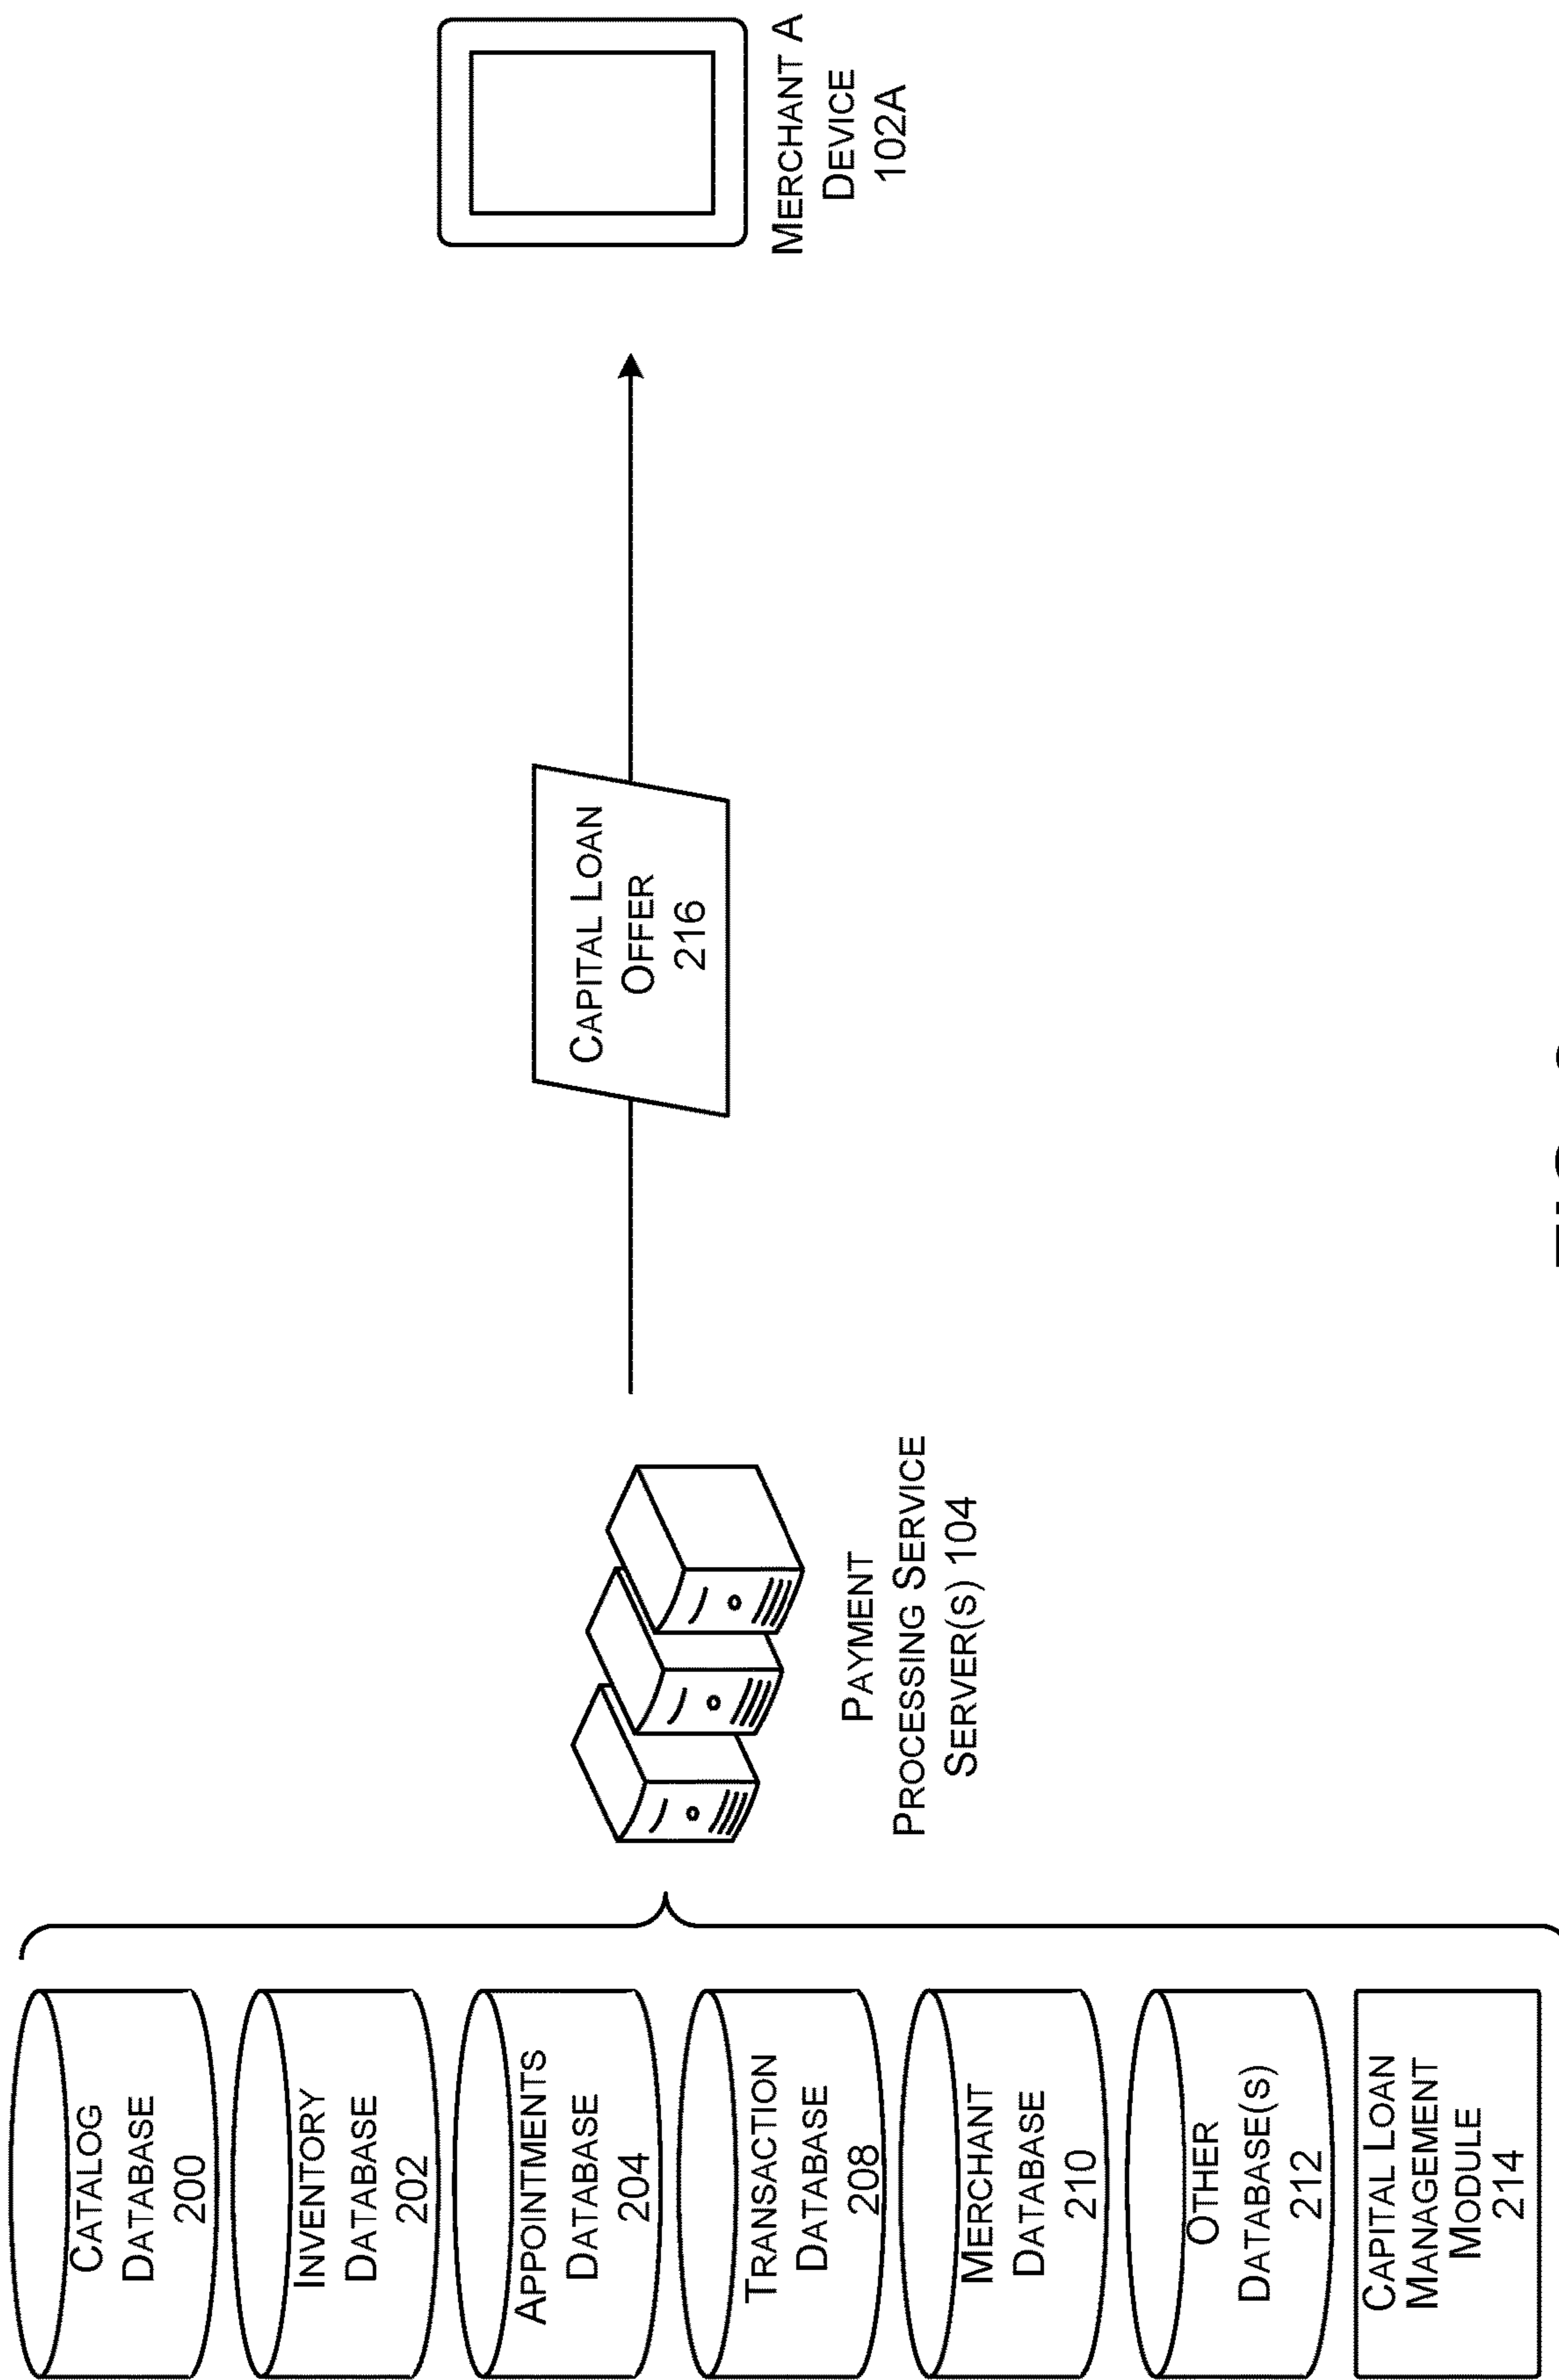 CATALOG
DATABASE
200
INVENTORY
DATABASE
202
APPOINTMENTS
DATABASE
204
TRANSACTION
DATABASE
208
MERCHANT
DATABASE
210
OTHER
DATABASE(S)
212
CAPITAL LOAN
MANAGEMENT
MODULE
214
PAYMENT
PROCESSING SERVICE
SERVER(S) 104
CAPITAL LOAN
OFFER
216
MERCHANT A
DEVICE
102A